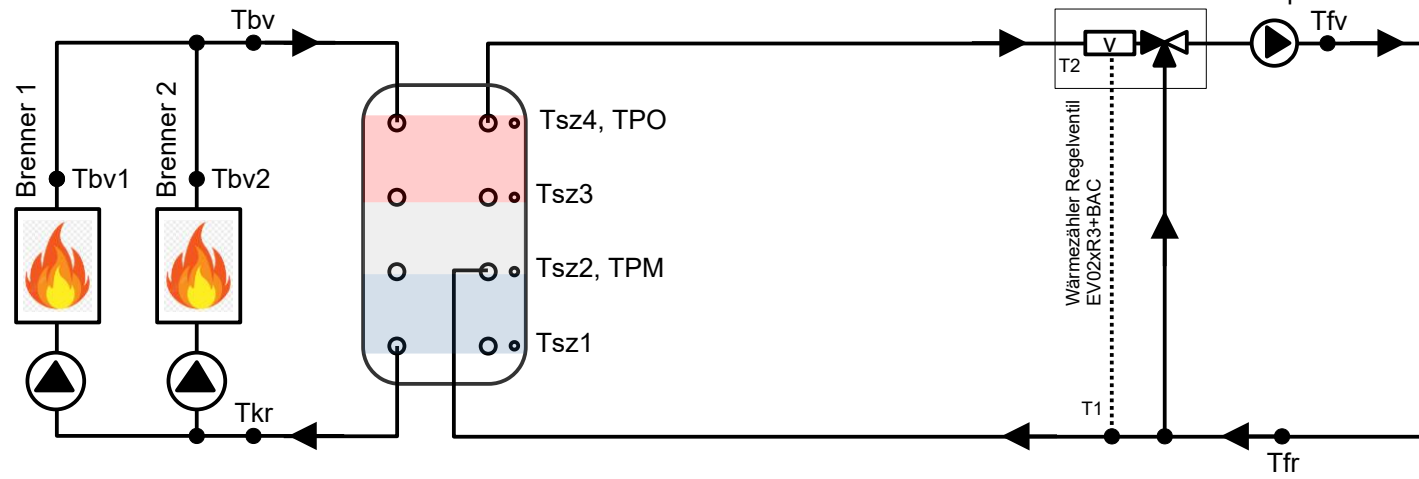 Tbv
Tfv
V
T2
Brenner 1
Brenner 2
Tsz4, TPO
Tbv1
Tbv2
Tsz3
Wärmezähler Regelventil
EV02xR3+BAC
Tsz2, TPM
Tsz1
Tkr
T1
Tfr